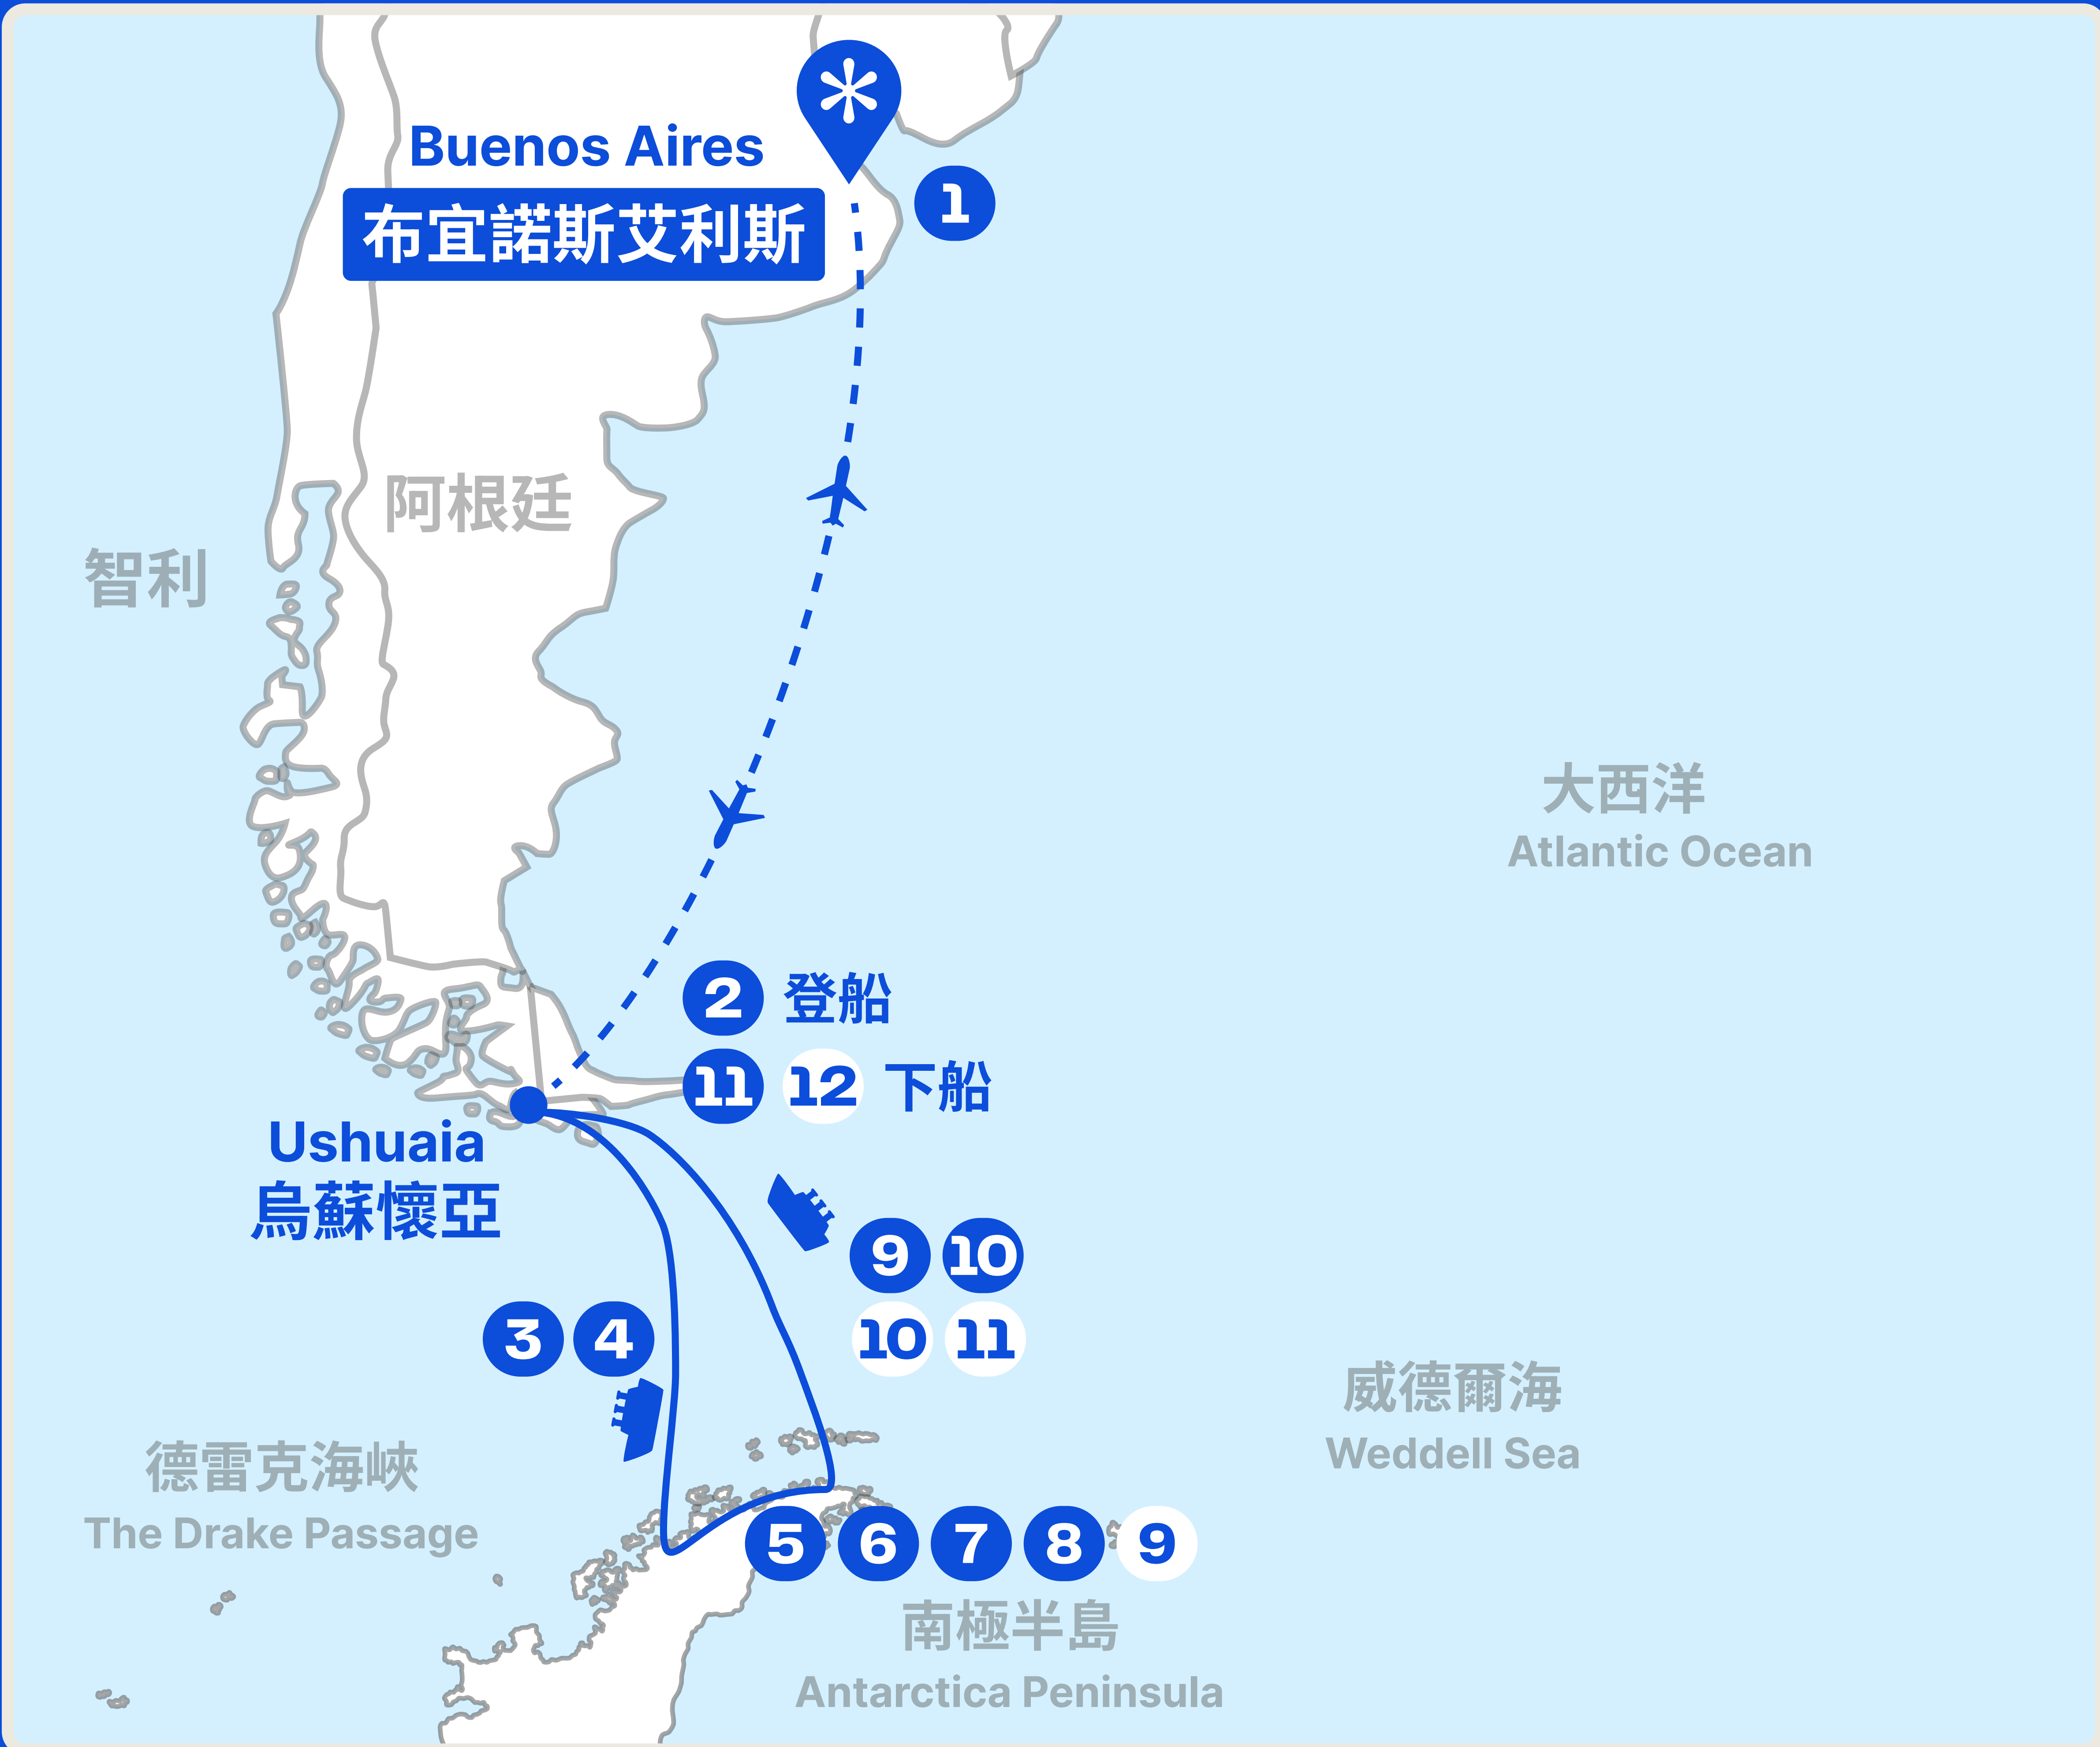 Buenos Aires
布宜諾斯艾利斯
1
阿根廷
智利
大西洋
Atlantic Ocean
2 登船
11 12 下船
Ushuaia
烏蘇懷亞
9 10
10 11
3 4
威德爾海
Weddell Sea
德雷克海峽
The Drake Passage
5 6 7 8 9
南極半島
Antarctica Peninsula